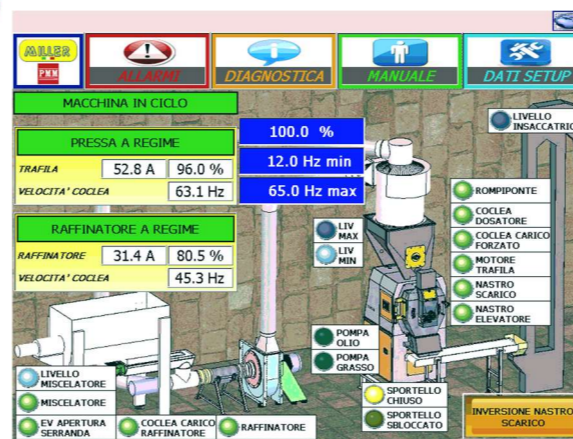 MILLER
PMM
ALLARMI
DIAGNOSTICA
MANUALE
DATI SETUP
MACCHINA IN CICLO
PRESSA A REGIME
TRAFILA 52.8 A 96.0 %
VELOCITA' COCLEA 63.1 Hz
100.0 %
12.0 Hz min
65.0 Hz max
RAFFINATORE A REGIME
RAFFINATORE 31.4 A 80.5 %
VELOCITA' COCLEA 45.3 Hz
LIVELLO
INSACCATRIC
LIV
MAX
LIV
MIN
ROMPIPONTE
COCLEA
DOSATORE
COCLEA CARICO
FORZATO
MOTORE
TRAFILA
NASTRO
SCARICO
NASTRO
ELEVATORE
POMPA
OLIO
POMPA
GRASSO
LIVELLO
MISCELATORE
MISCELATORE
EV APERTURA
SERRANDA
COCLEA CARICO
RAFFINATORE
RAFFINATORE
SPORTELLO
CHIUSO
SPORTELLO
SBLOCCATO
INVERSIONE NASTRO
SCARICO